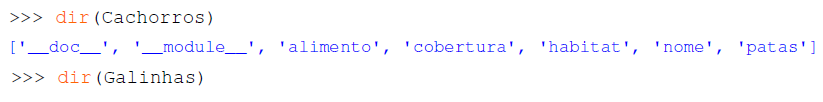 >>> dir(Cachorros)
['__doc__', '__module__', 'alimento', 'cobertura', 'habitat', 'nome', 'patas']
>>> dir(Galinhas)